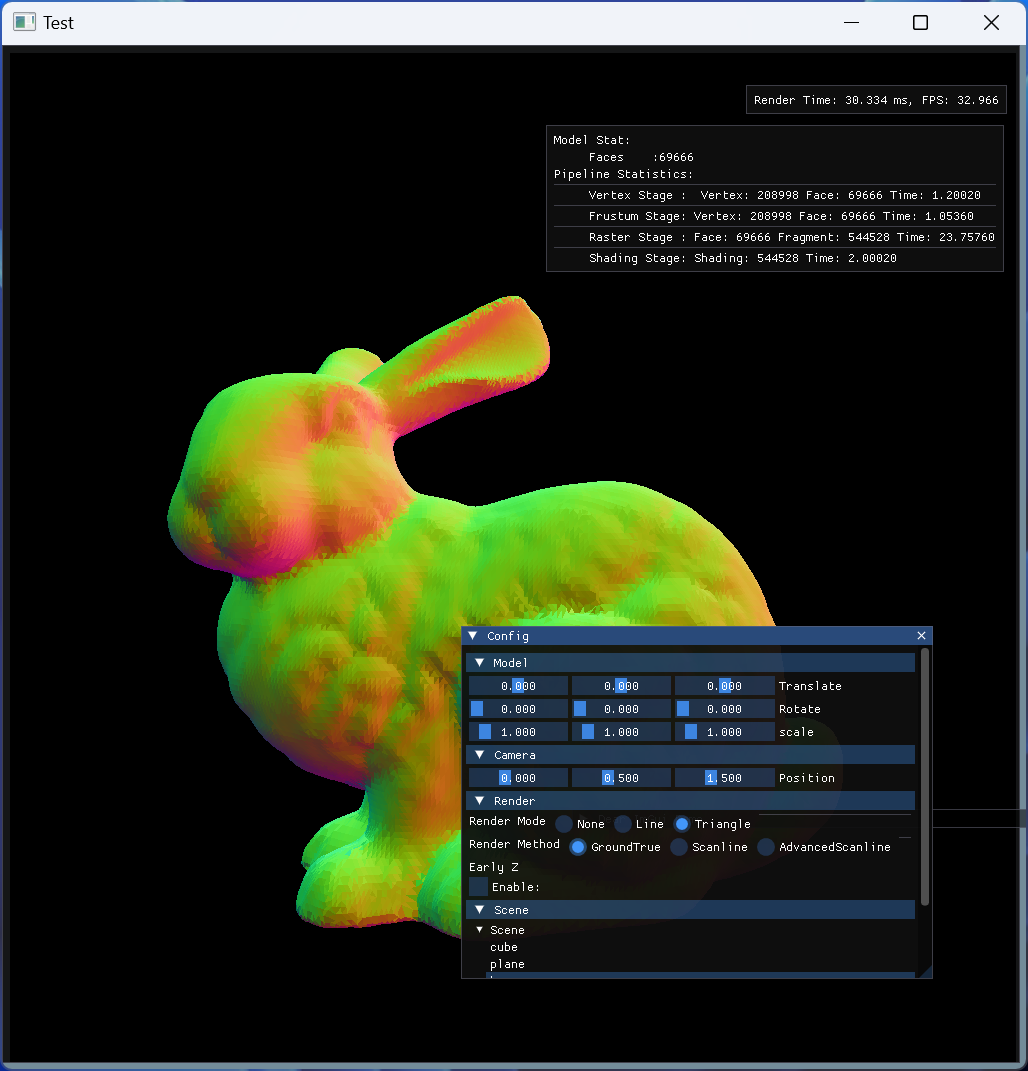 Test
Render Time: 30.334 ms, FPS: 32.966
Model Stat:
Faces :69666
Pipeline Statistics:
Vertex Stage : Vertex: 208998 Face: 69666 Time: 1.20020
Frustum Stage: Vertex: 208998 Face: 69666 Time: 1.05360
Raster Stage : Face: 69666 Fragment: 544528 Time: 23.75760
Shading Stage: Shading: 544528 Time: 2.00020
Config
Model
0.000 0.000 0.000 Translate
0.000 0.000 0.000 Rotate
1.000 1.000 1.000 scale
Camera
0.000 0.500 1.500 Position
Render
Render Mode None Line Triangle
Render Method GroundTrue Scanline AdvancedScanline
Early Z
Enable:
Scene
Scene
cube
plane